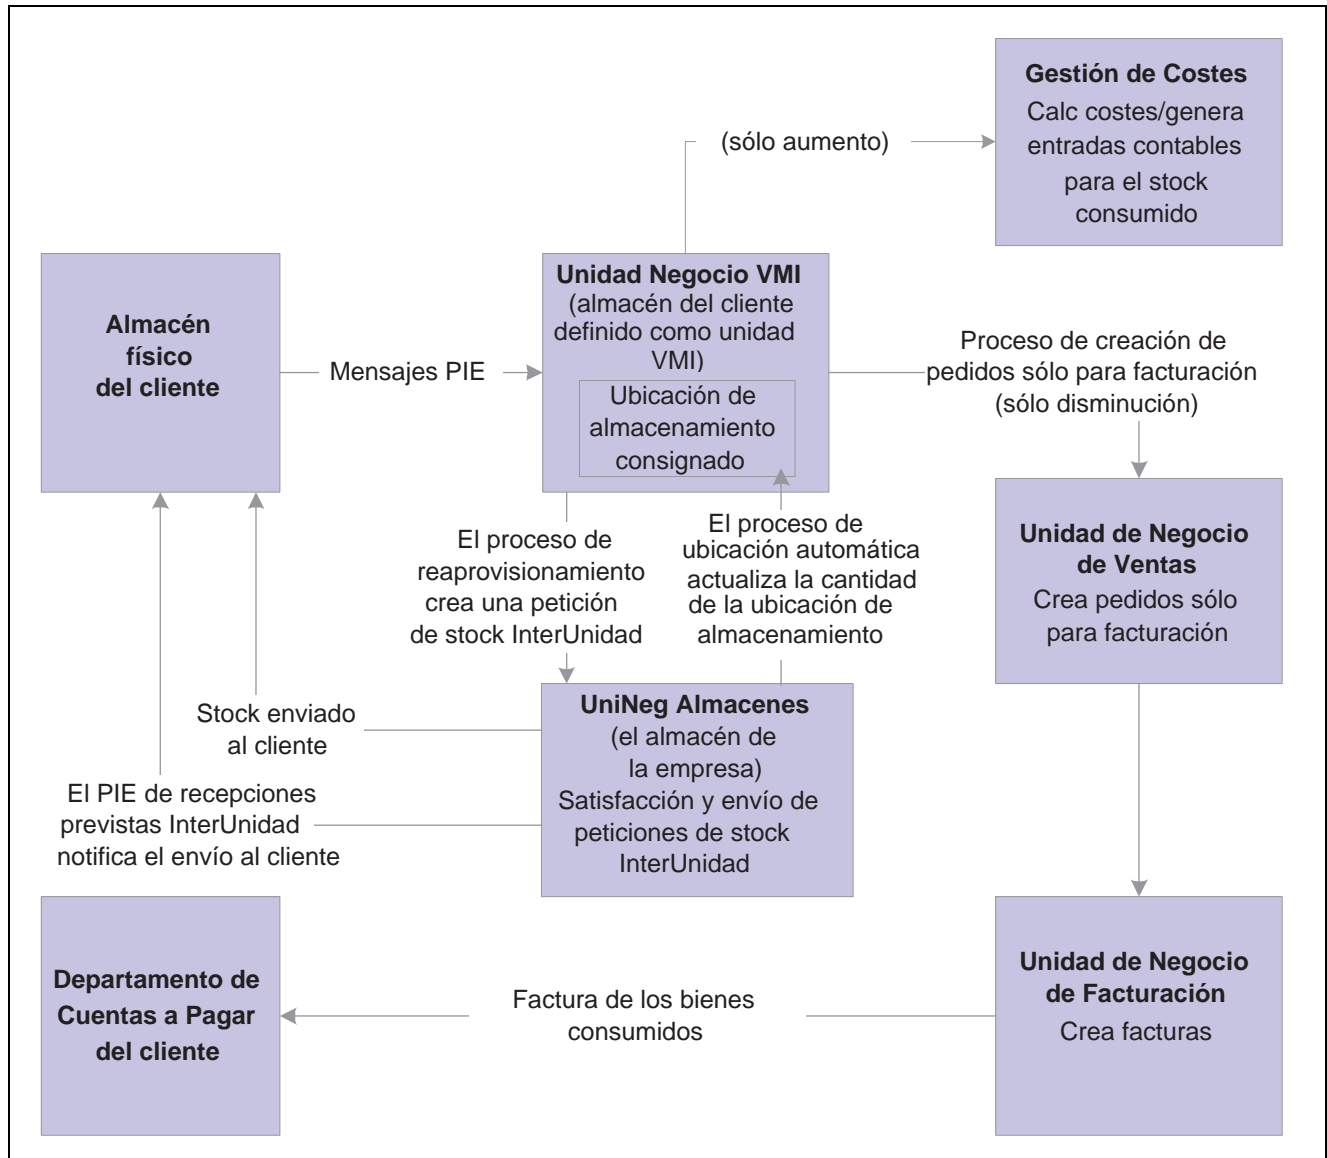 Gestión de Costes
Calc costes/genera
entradas contables
para el stock
consumido
(sólo aumento)
Almacén
físico
del cliente
Mensajes PIE
Unidad Negocio VMI
(almacén del cliente
definido como unidad
VMI)
Ubicación de
almacenamiento
consignado
Proceso de creación de
pedidos sólo para facturación
(sólo disminución)
El proceso de
reaprovisionamiento
crea una petición
de stock InterUnidad
El proceso de
ubicación automática
actualiza la cantidad
de la ubicación de
almacenamiento
Unidad de Negocio
de Ventas
Crea pedidos sólo
para facturación
Stock enviado
al cliente
UniNeg Almacenes
(el almacén de
la empresa)
Satisfacción y envío de
peticiones de stock
InterUnidad
El PIE de recepciones
previstas InterUnidad
notifica el envío al cliente
Departamento de
Cuentas a Pagar
del cliente
Factura de los bienes
consumidos
Unidad de Negocio
de Facturación
Crea facturas